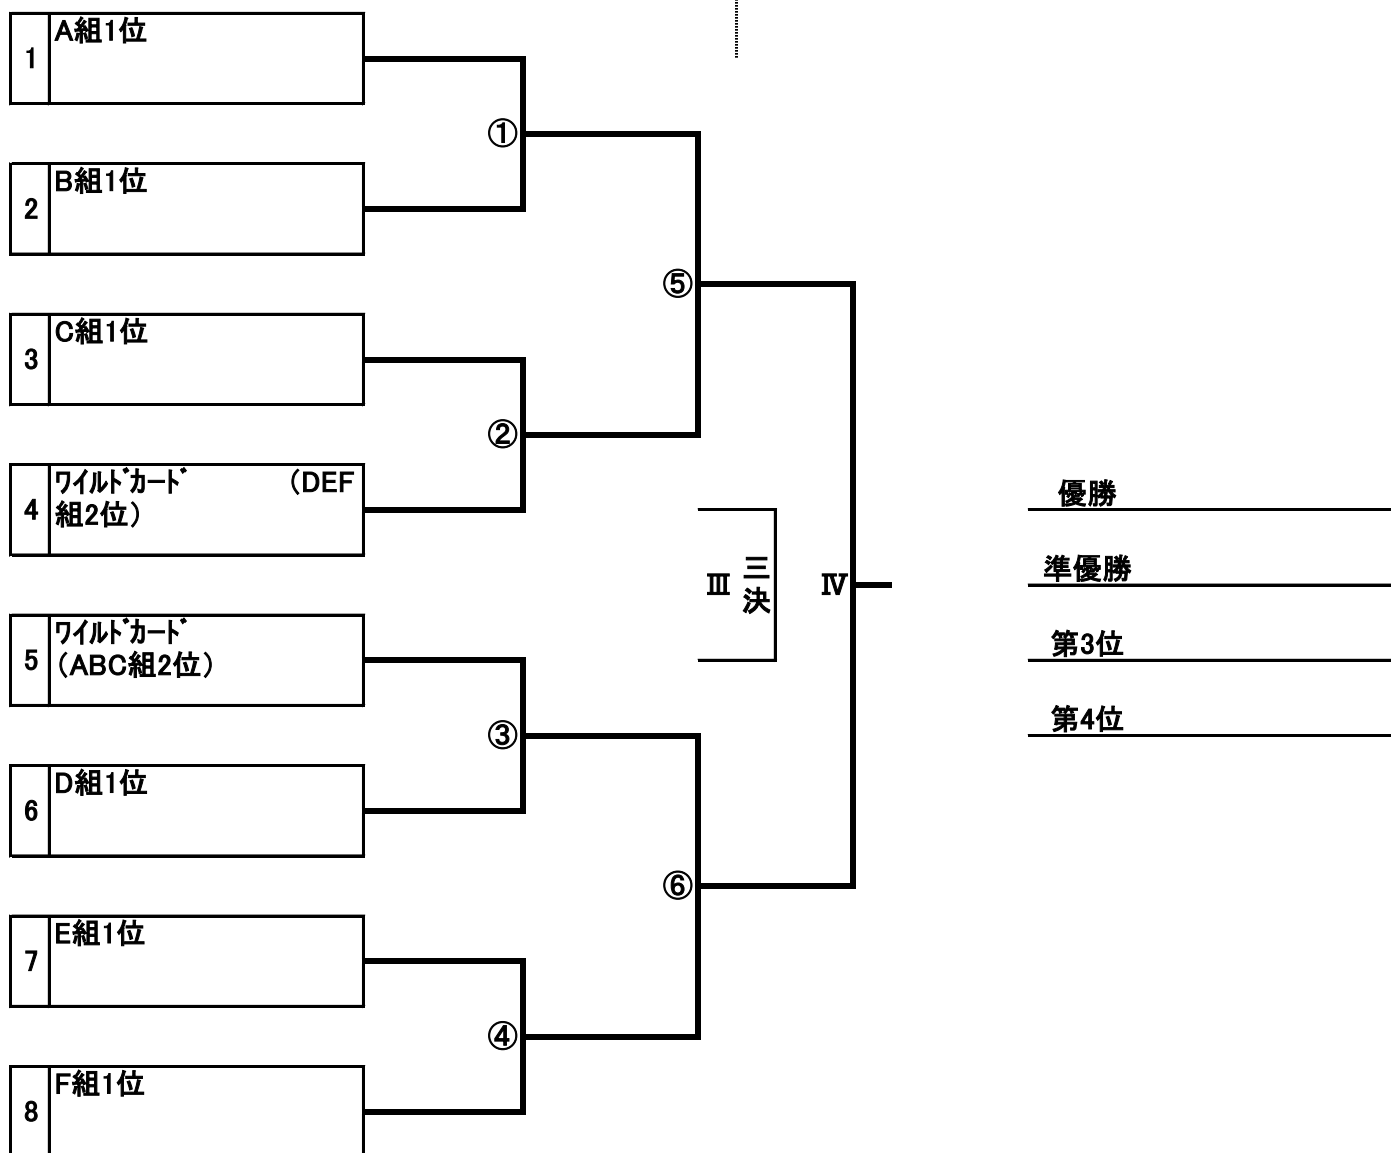 1
A組1位
①
2
B組1位
⑤
3
C組1位
②
4
ﾜｲﾙﾄﾞｶｰﾄﾞ (DEF
組2位)
優勝
準優勝
Ⅲ
三決
Ⅳ
第3位
第4位
5
ﾜｲﾙﾄﾞｶｰﾄﾞ
(ABC組2位)
③
6
D組1位
⑥
7
E組1位
④
8
F組1位